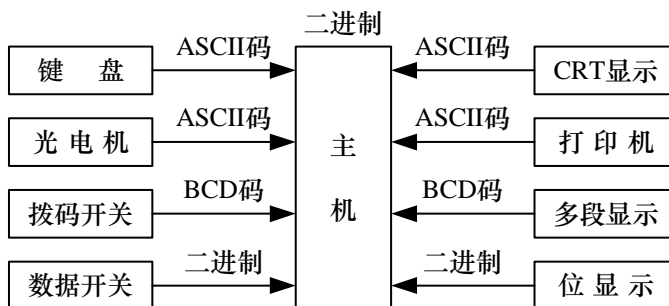 二进制
键 盘
ASCII码
ASCII码
CRT显示
光 电 机
ASCII码
主
机
ASCII码
打 印 机
拨码开关
BCD码
BCD码
多段显示
数据开关
二进制
二进制
位 显 示